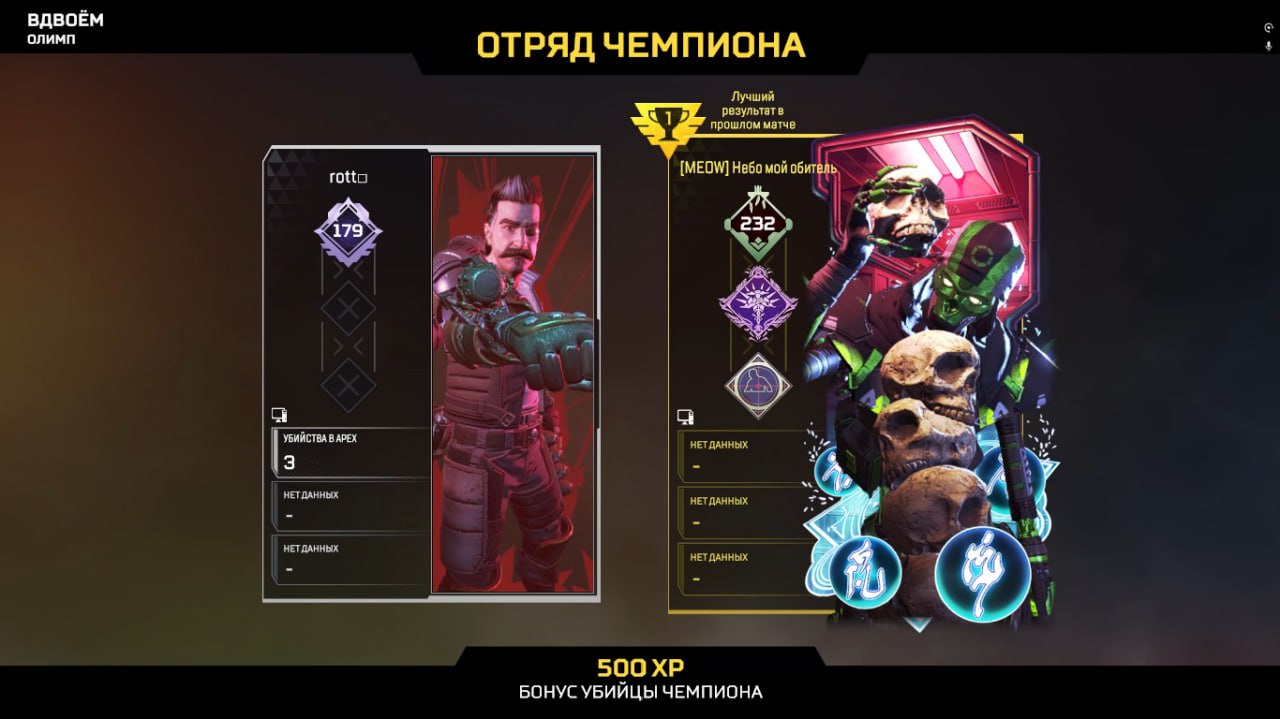 ВДВОЁМ
ОЛИМП
ОТРЯД ЧЕМПИОНА
1
Лучший
результат в
прошлом матче
rott□
179
УБИЙСТВА В APEX
3
НЕТ ДАННЫХ
-
НЕТ ДАННЫХ
-
[MEOW] Небо мой обитель
232
НЕТ ДАННЫХ
-
НЕТ ДАННЫХ
-
НЕТ ДАННЫХ
-
500 XP
БОНУС УБИЙЦЫ ЧЕМПИОНА